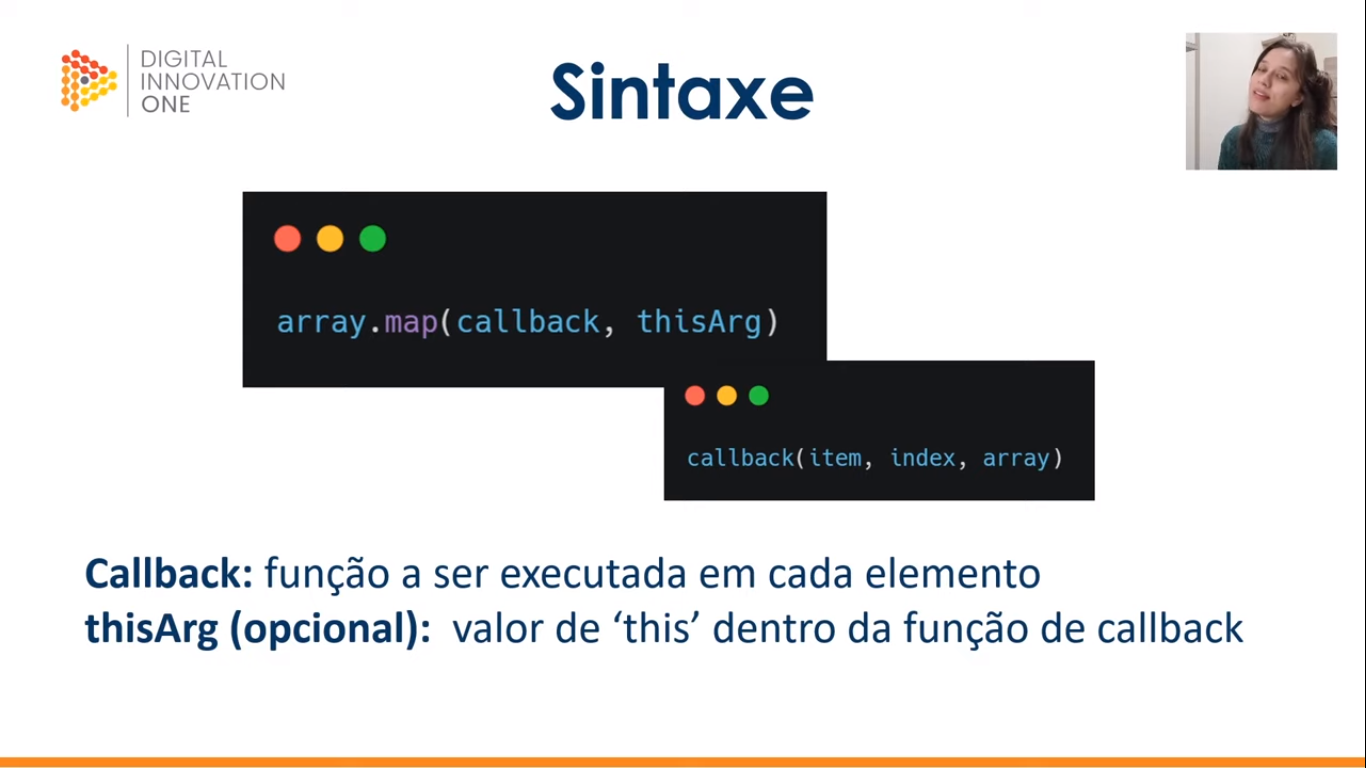 DIGITAL
INNOVATION
ONE
Sintaxe
array.map(callback, thisArg)
callback(item, index, array)
Callback: função a ser executada em cada elemento
thisArg (opcional):  valor de ‘this’ dentro da função de callback